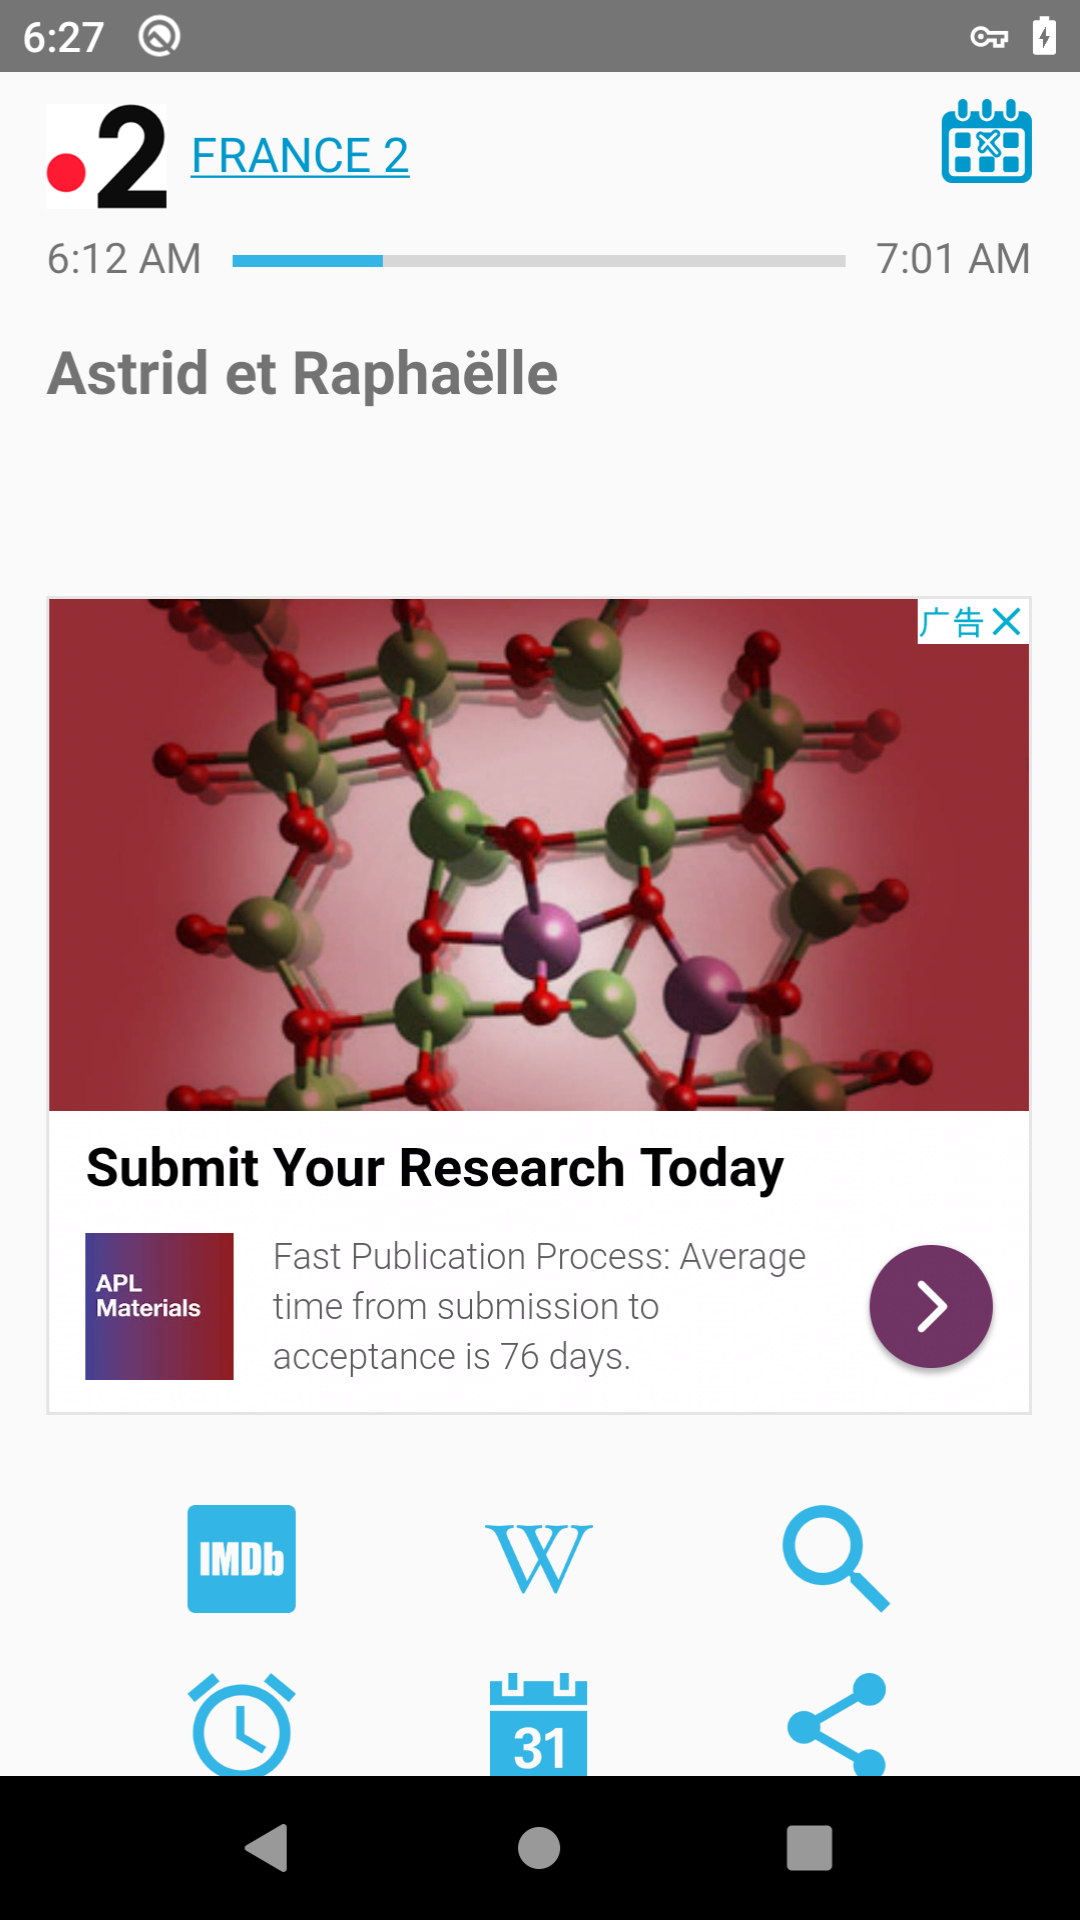 6:27
2 FRANCE 2
6:12 AM 7:01 AM
Astrid et Raphaëlle
广告
Submit Your Research Today
APL
Materials
Fast Publication Process: Average
time from submission to
acceptance is 76 days.
IMDb W
31